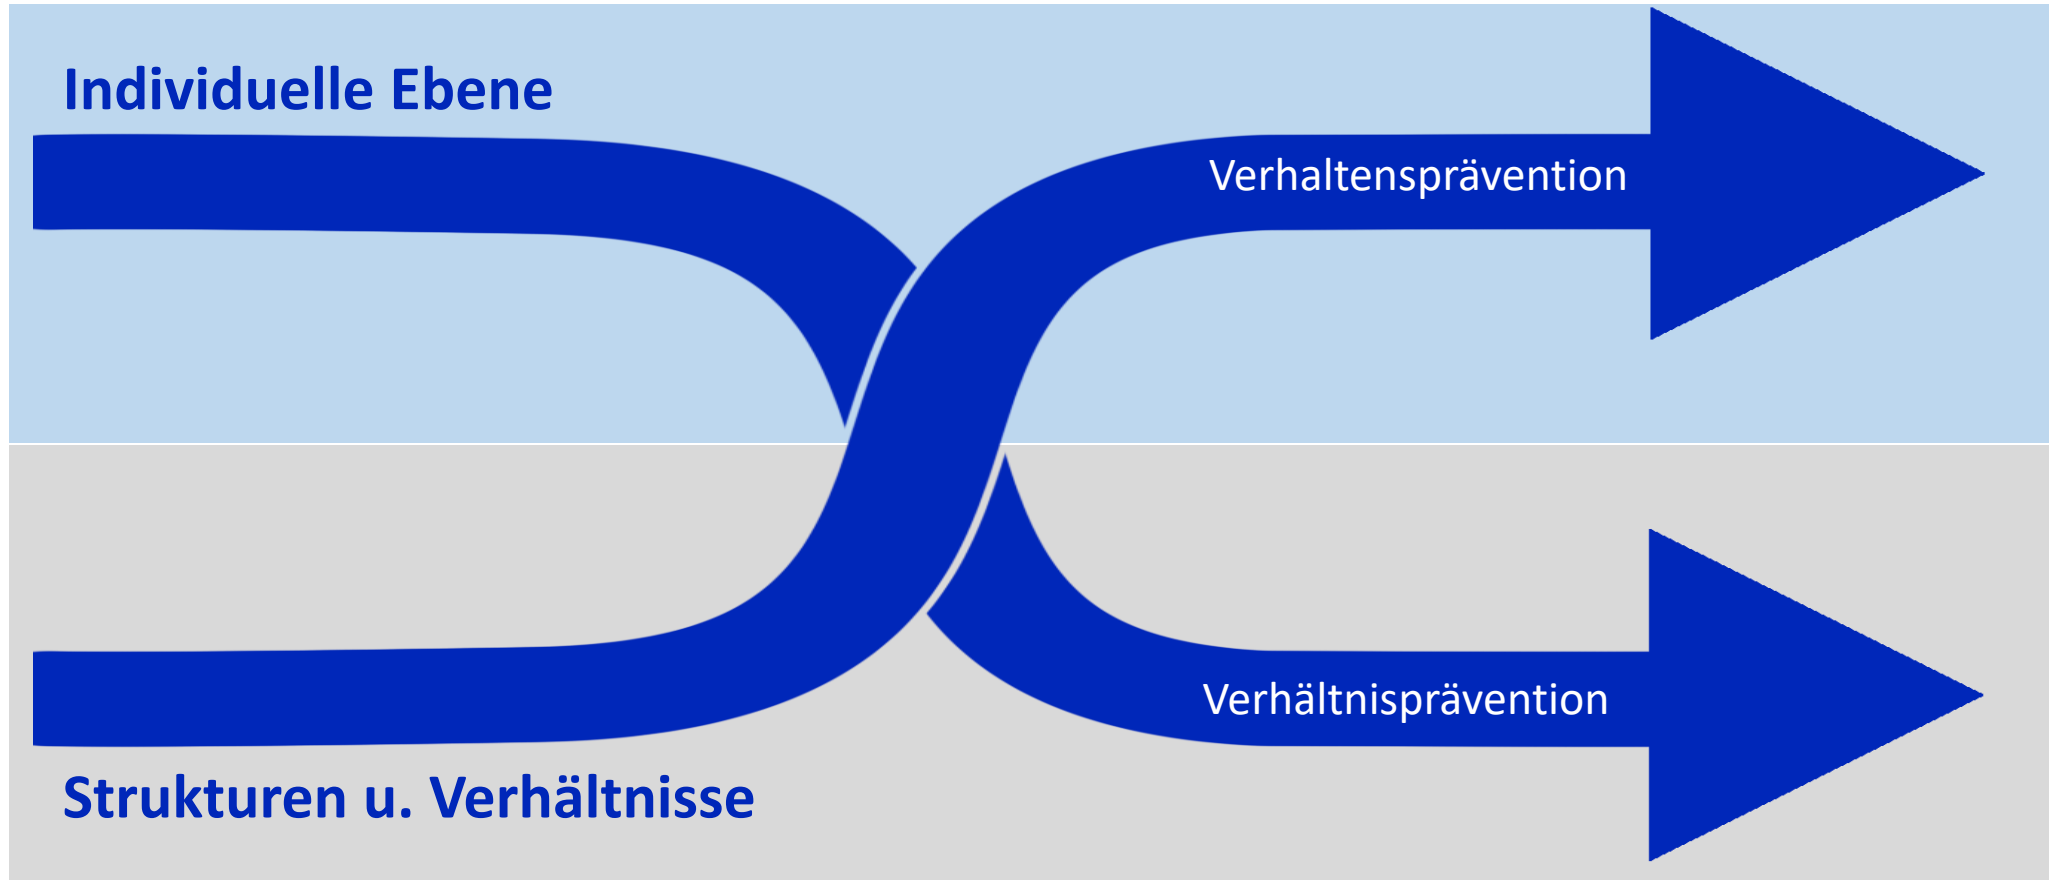 Individuelle Ebene
Verhaltensprävention
Verhältnisprävention
Strukturen u. Verhältnisse